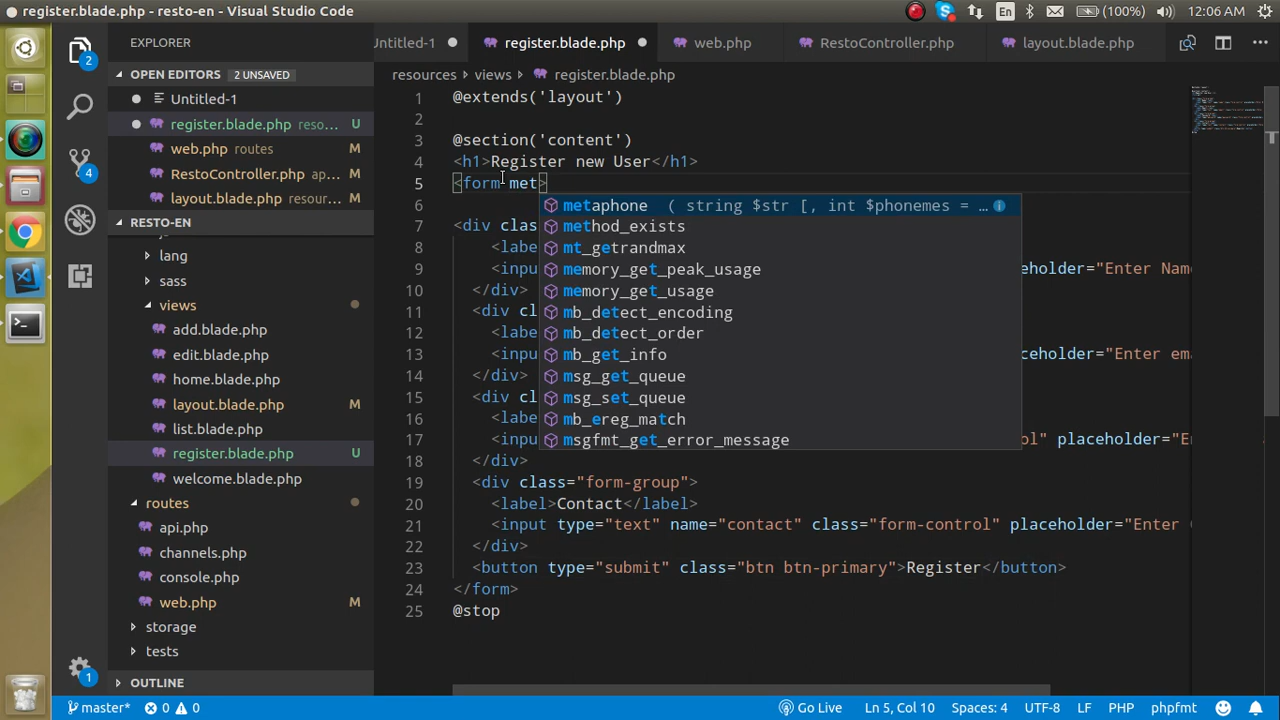 register.blade.php - resto-en - Visual Studio Code
En
(100%)
12:06 AM
EXPLORER
Untitled-1
register.blade.php
web.php
RestoController.php
layout.blade.php
OPEN EDITORS 2 UNSAVED
Untitled-1
register.blade.php reso... U
web.php routes M
RestoController.php ap... M
layout.blade.php resour... M
RESTO-EN
lang
sass
views
add.blade.php
edit.blade.php
home.blade.php
layout.blade.php M
list.blade.php
register.blade.php U
welcome.blade.php
routes
api.php
channels.php
console.php
web.php M
storage
tests
OUTLINE
2
4
1
resources › views › register.blade.php
1 @extends('layout')
2
3 @section('content')
4 <h1>Register new User</h1>
5 <form met>
6
7 <div clas
8 <labe
9 <inpu eholder="Enter Name
10 </div>
11 <div cl
12 <labe
13 <inpu ceholder="Enter ema
14 </div>
15 <div cl
16 <labe
17 <inpu ol" placeholder="E
18 </div>
19 <div class="form-group">
20 <label>Contact</label>
21 <input type="text" name="contact" class="form-control" placeholder="Enter
22 </div>
23 <button type="submit" class="btn btn-primary">Register</button>
24 </form>
25 @stop
metaphone ( string $str [, int $phonemes = …
method_exists
mt_getrandmax
memory_get_peak_usage
memory_get_usage
mb_detect_encoding
mb_detect_order
mb_get_info
msg_get_queue
msg_set_queue
mb_ereg_match
msgfmt_get_error_message
master* 0 0
Go Live Ln 5, Col 10 Spaces: 4 UTF-8 LF PHP phpfmt 1